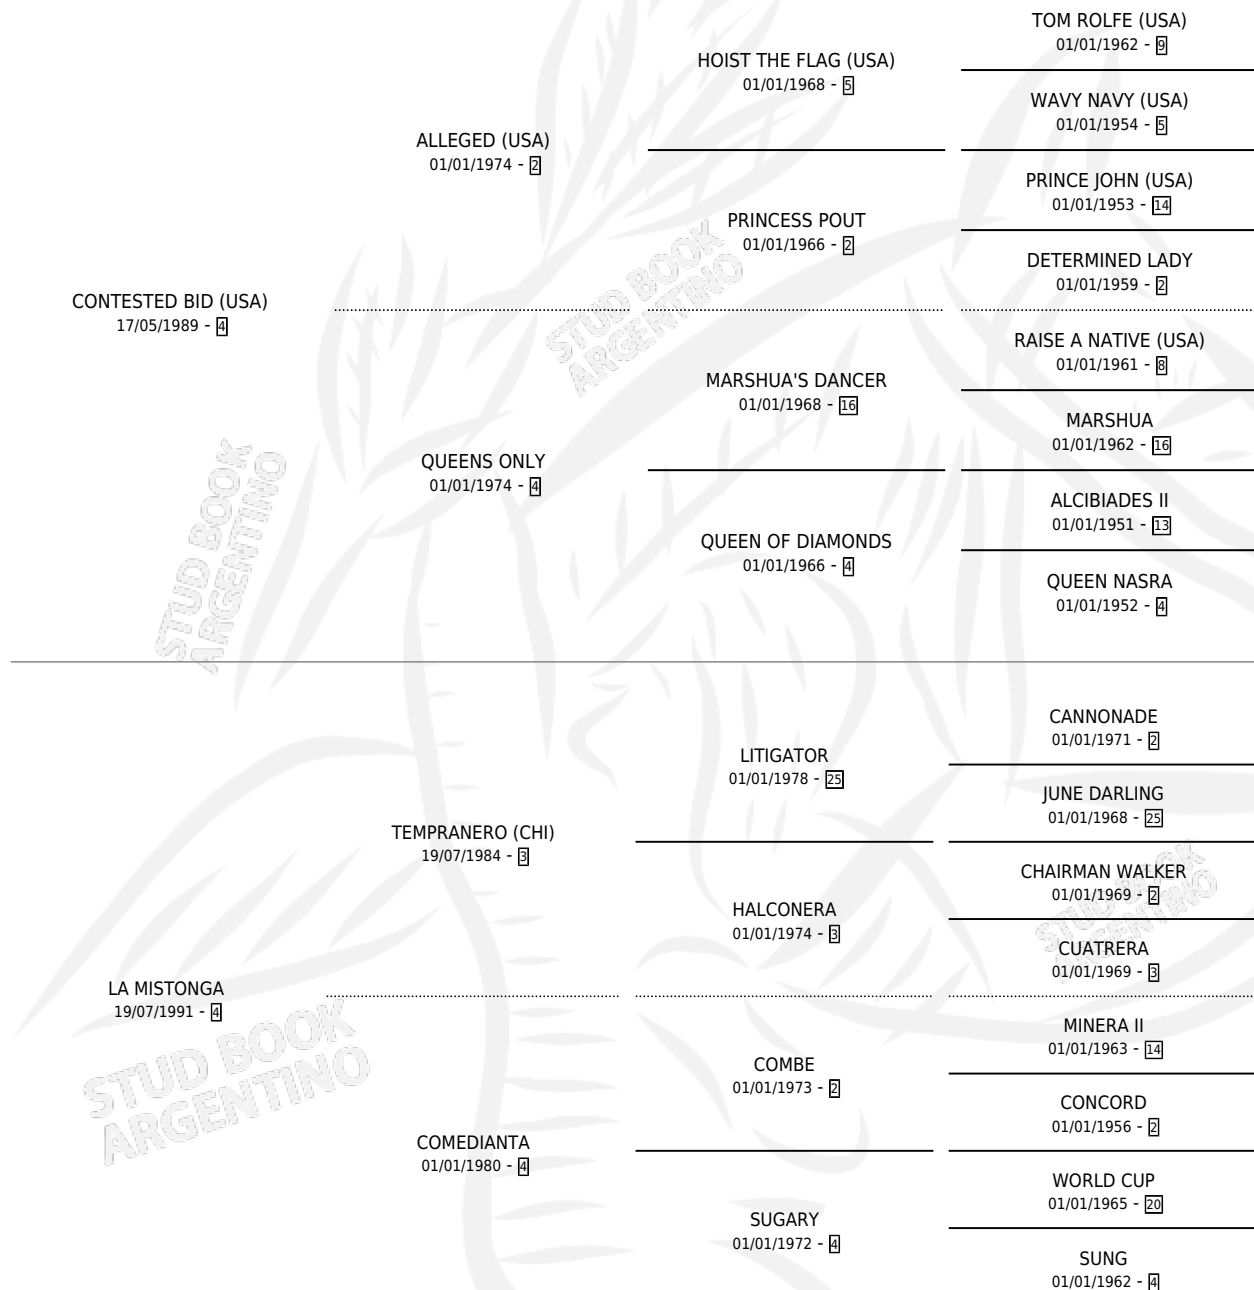 TOM ROLFE (USA)
01/01/1962 - 9
HOIST THE FLAG (USA)
01/01/1968 - 5
WAVY NAVY (USA)
01/01/1954 - 5
ALLEGED (USA)
01/01/1974 - 2
PRINCE JOHN (USA)
01/01/1953 - 14
PRINCESS POUT
01/01/1966 - 2
DETERMINED LADY
01/01/1959 - 2
CONTESTED BID (USA)
17/05/1989 - 4
RAISE A NATIVE (USA)
01/01/1961 - 8
MARSHUA'S DANCER
01/01/1968 - 16
MARSHUA
01/01/1962 - 16
QUEENS ONLY
01/01/1974 - 4
ALCIBIADES II
01/01/1951 - 13
QUEEN OF DIAMONDS
01/01/1966 - 4
QUEEN NASRA
01/01/1952 - 4
CANNONADE
01/01/1971 - 2
LITIGATOR
01/01/1978 - 25
JUNE DARLING
01/01/1968 - 25
TEMPRANERO (CHI)
19/07/1984 - 3
CHAIRMAN WALKER
01/01/1969 - 2
HALCONERA
01/01/1974 - 3
CUATRERA
01/01/1969 - 3
LA MISTONGA
19/07/1991 - 4
MINERA II
01/01/1963 - 14
COMBE
01/01/1973 - 2
CONCORD
01/01/1956 - 2
COMEDIANTA
01/01/1980 - 4
WORLD CUP
01/01/1965 - 20
SUGARY
01/01/1972 - 4
SUNG
01/01/1962 - 4
STUD BOOK
ARGENTINO
STUD BOOK
ARGENTINO
STUD BOOK
ARGENTINO
STUD BOOK
ARGENTINO